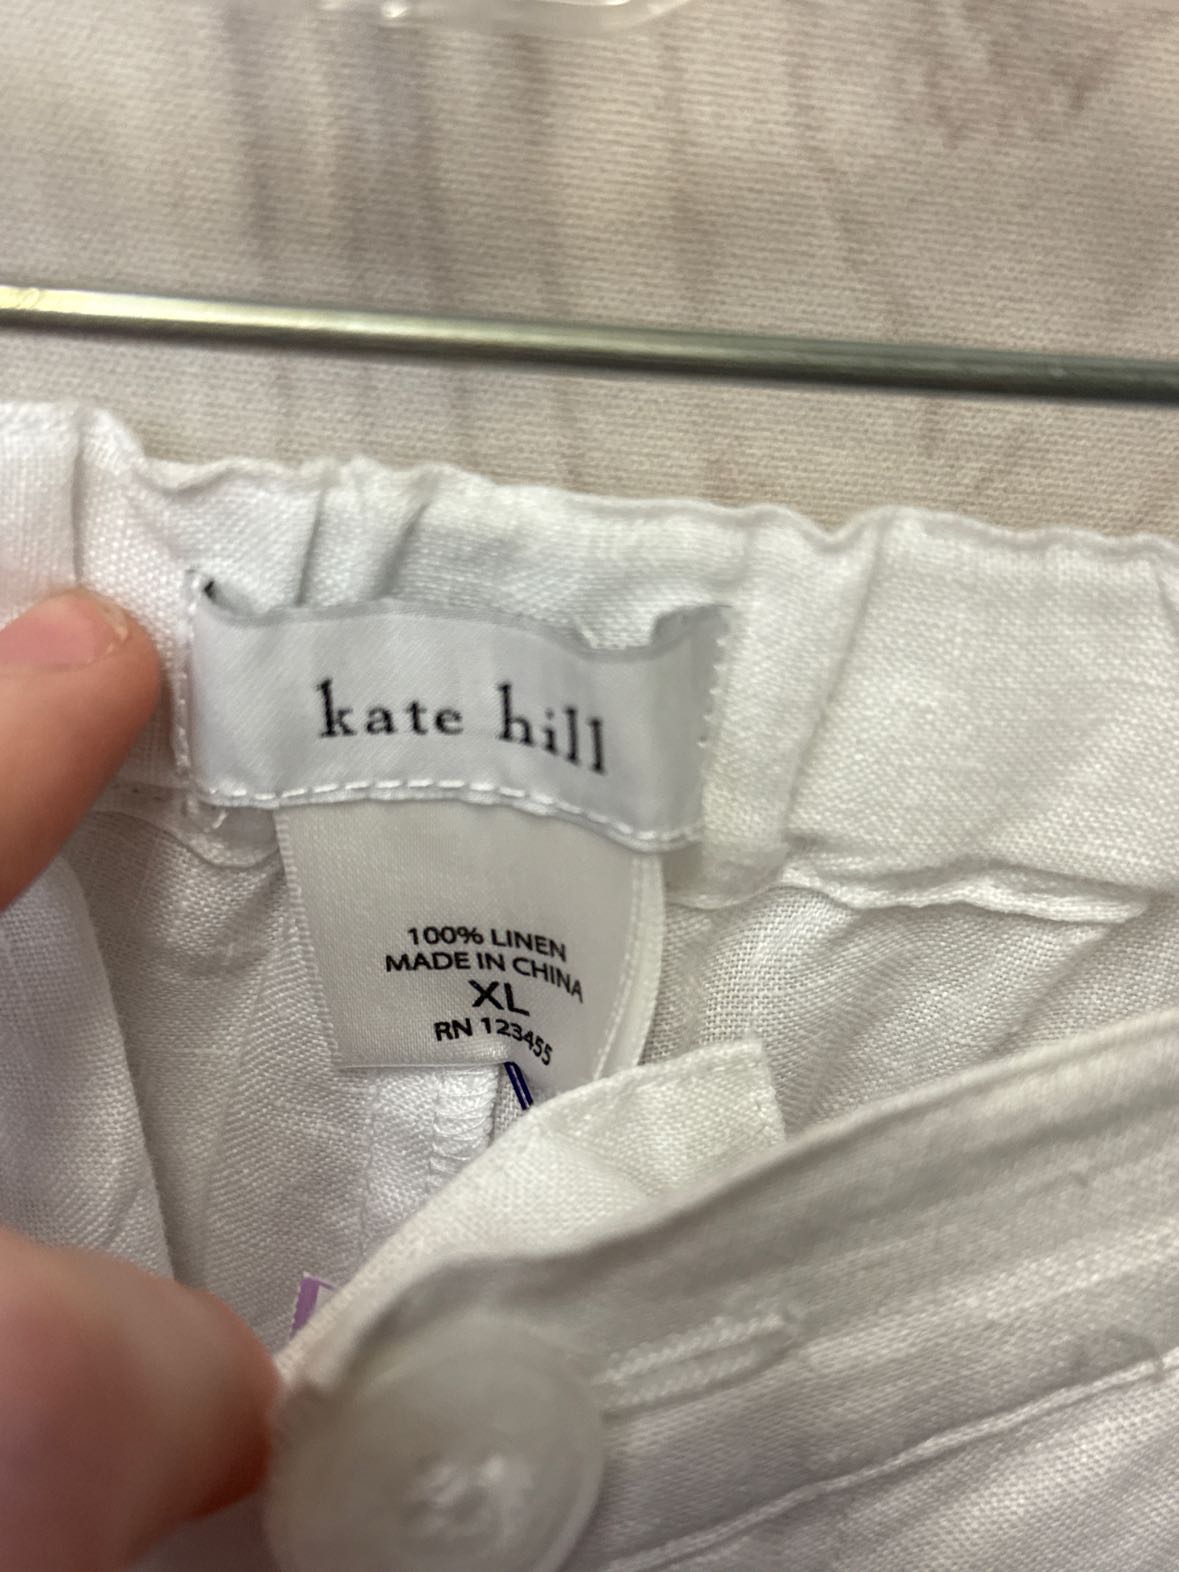 kate hill
100% LINEN
MADE IN CHINA
XL
RN 123455